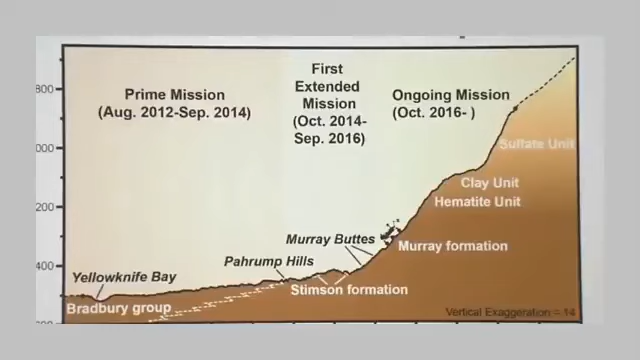 Prime Mission
(Aug. 2012-Sep. 2014)
First
Extended
Mission
(Oct. 2014-
Sep. 2016)
Ongoing Mission
(Oct. 2016- )
800
000
200
400
Sulfate Unit
Clay Unit
Hematite Unit
Murray Buttes
Murray formation
Pahrump Hills
Yellowknife Bay
Stimson formation
Bradbury group
Vertical Exaggeration = 14